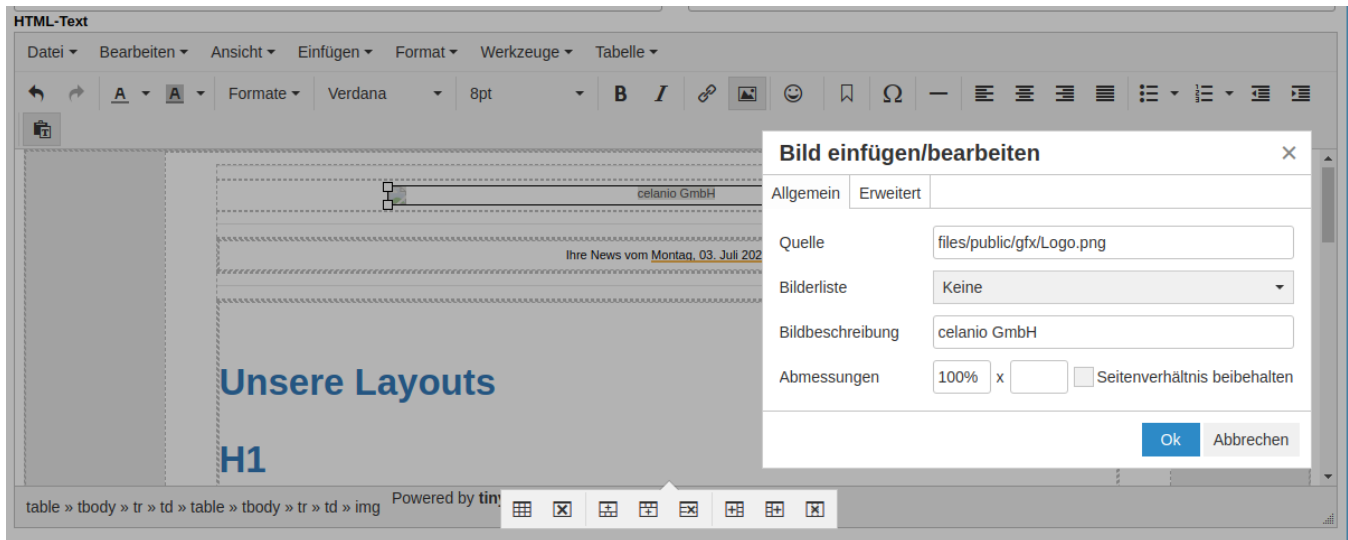 HTML-Text
Datei Bearbeiten Ansicht Einfügen Format Werkzeuge Tabelle
A A Formate Verdana 8pt B I Ω
Bild einfügen/bearbeiten ×
Allgemein Erweitert
celanio GmbH
Quelle files/public/gfx/Logo.png
Ihre News vom Montag, 03. Juli 202
Bilderliste Keine
Bildbeschreibung celanio GmbH
Abmessungen 100% x Seitenverhältnis beibehalten
Unsere Layouts
Ok Abbrechen
H1
table » tbody » tr » td » table » tbody » tr » td » img Powered by tiny